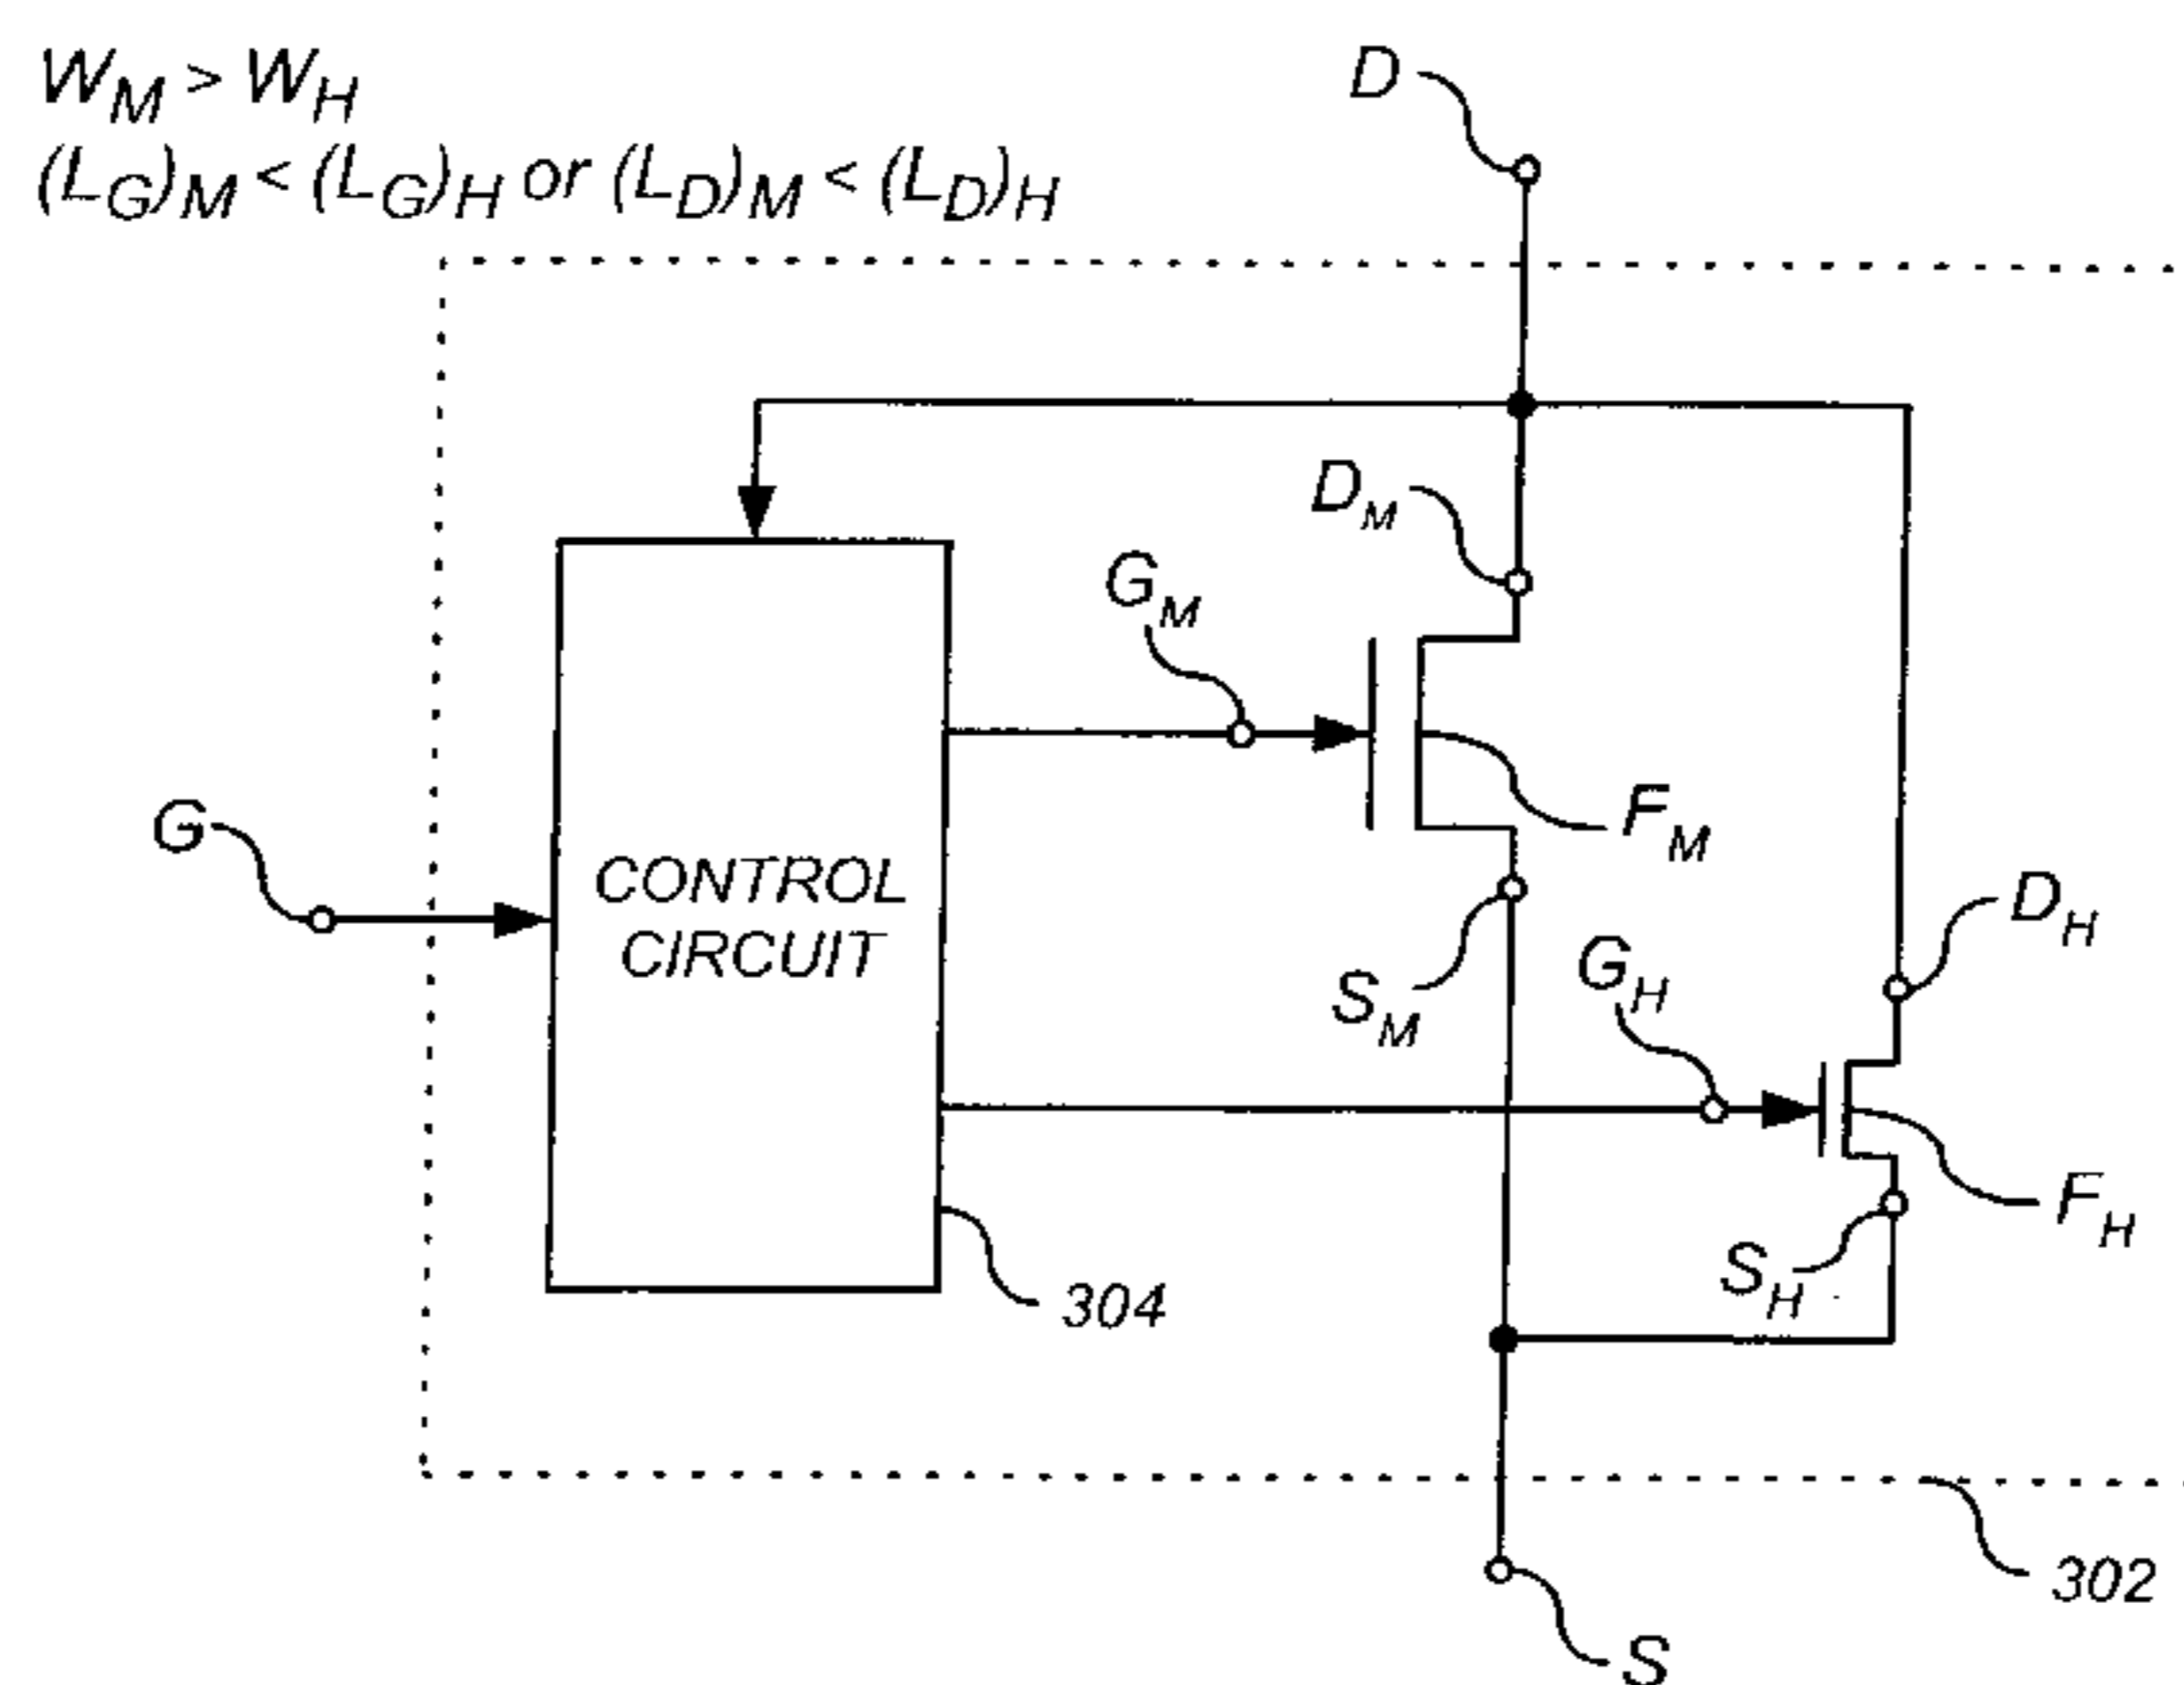 W_M > W_H
(L_G)_M < (L_G)_H or (L_D)_M < (L_D)_H
D
D_M
G_M
G
F_M
CONTROL
CIRCUIT
D_H
G_H
S_M
F_H
S_H
304
302
S